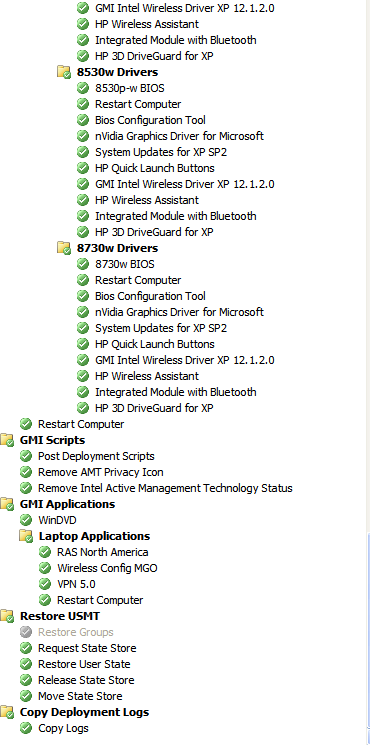 GMI Intel Wireless Driver XP 12.1.2.0
HP Wireless Assistant
Integrated Module with Bluetooth
HP 3D DriveGuard for XP
8530w Drivers
8530p-w BIOS
Restart Computer
Bios Configuration Tool
nVidia Graphics Driver for Microsoft
System Updates for XP SP2
HP Quick Launch Buttons
GMI Intel Wireless Driver XP 12.1.2.0
HP Wireless Assistant
Integrated Module with Bluetooth
HP 3D DriveGuard for XP
8730w Drivers
8730w BIOS
Restart Computer
Bios Configuration Tool
nVidia Graphics Driver for Microsoft
System Updates for XP SP2
HP Quick Launch Buttons
GMI Intel Wireless Driver XP 12.1.2.0
HP Wireless Assistant
Integrated Module with Bluetooth
HP 3D DriveGuard for XP
Restart Computer
GMI Scripts
Post Deployment Scripts
Remove AMT Privacy Icon
Remove Intel Active Management Technology Status
GMI Applications
WinDVD
Laptop Applications
RAS North America
Wireless Config MGO
VPN 5.0
Restart Computer
Restore USMT
Restore Groups
Request State Store
Restore User State
Release State Store
Move State Store
Copy Deployment Logs
Copy Logs